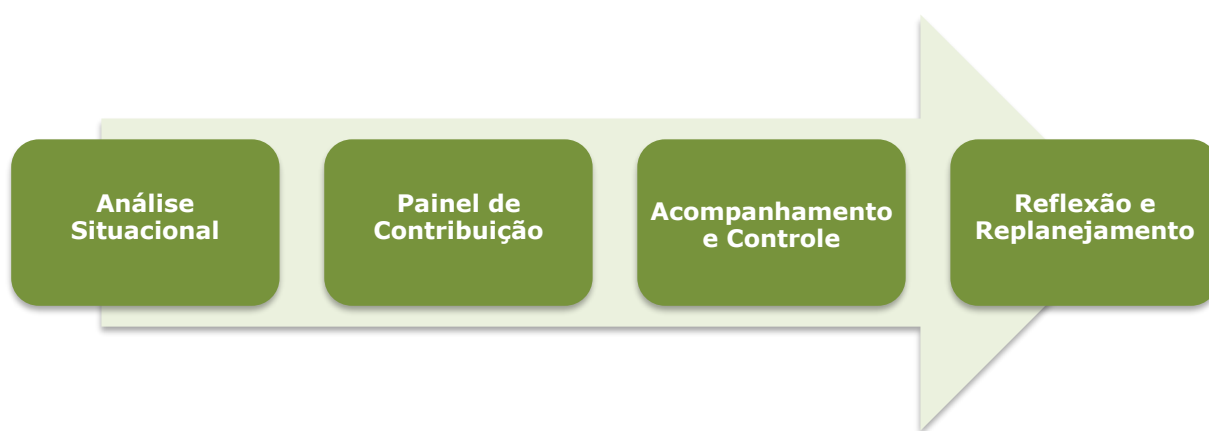 Análise
Situacional
Painel de
Contribuição
Acompanhamento
e Controle
Reflexão e
Replanejamento